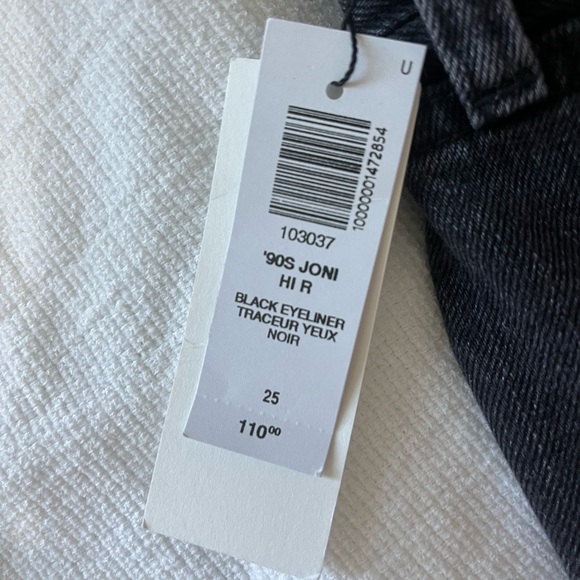 U
10000001472854
103037
'90S JONI
HI R
BLACK EYELINER
TRACEUR YEUX
NOIR
25
110⁰⁰